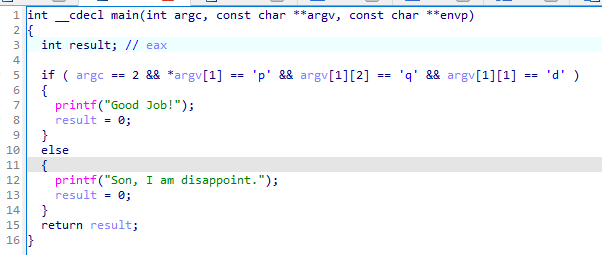 1 int __cdecl main(int argc, const char **argv, const char **envp)
2 {
3   int result; // eax
4
5   if ( argc == 2 && *argv[1] == 'p' && argv[1][2] == 'q' && argv[1][1] == 'd' )
6   {
7     printf("Good Job!");
8     result = 0;
9   }
10   else
11   {
12     printf("Son, I am disappoint.");
13     result = 0;
14   }
15   return result;
16 }